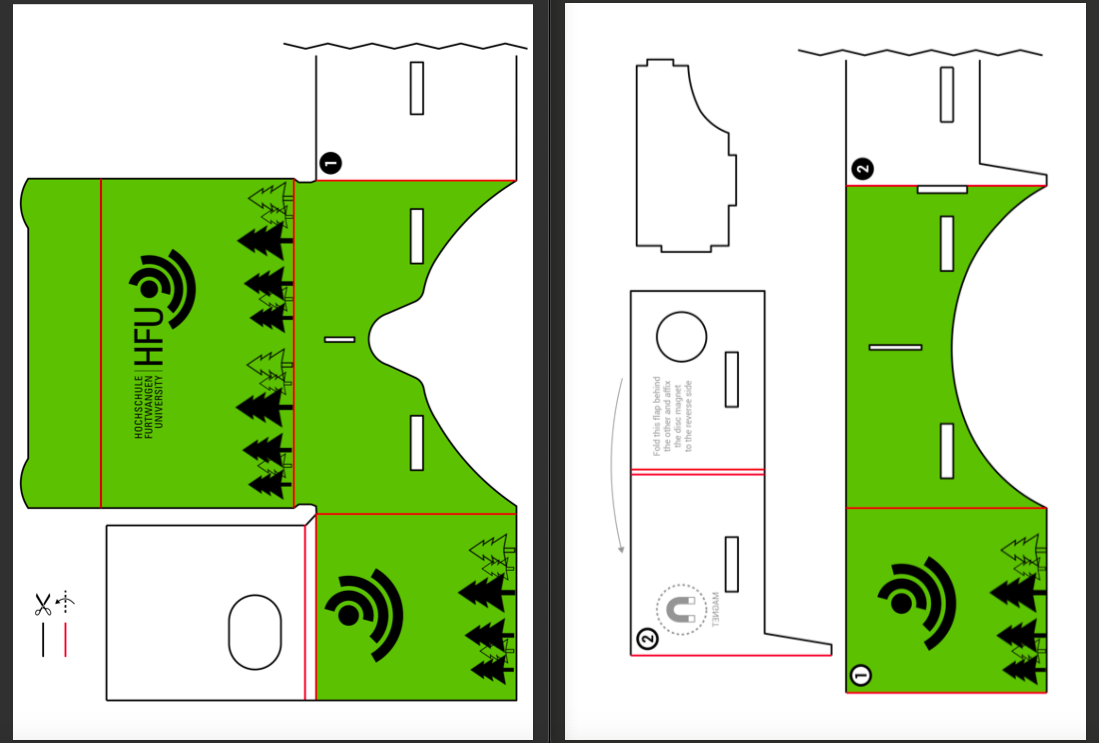 1
HFU
HOCHSCHULE
FURTWANGEN
UNIVERSITY
2
Fold this flap behind
the other and affix
the disc magnet
to the reverse side
MAGNET
2
1